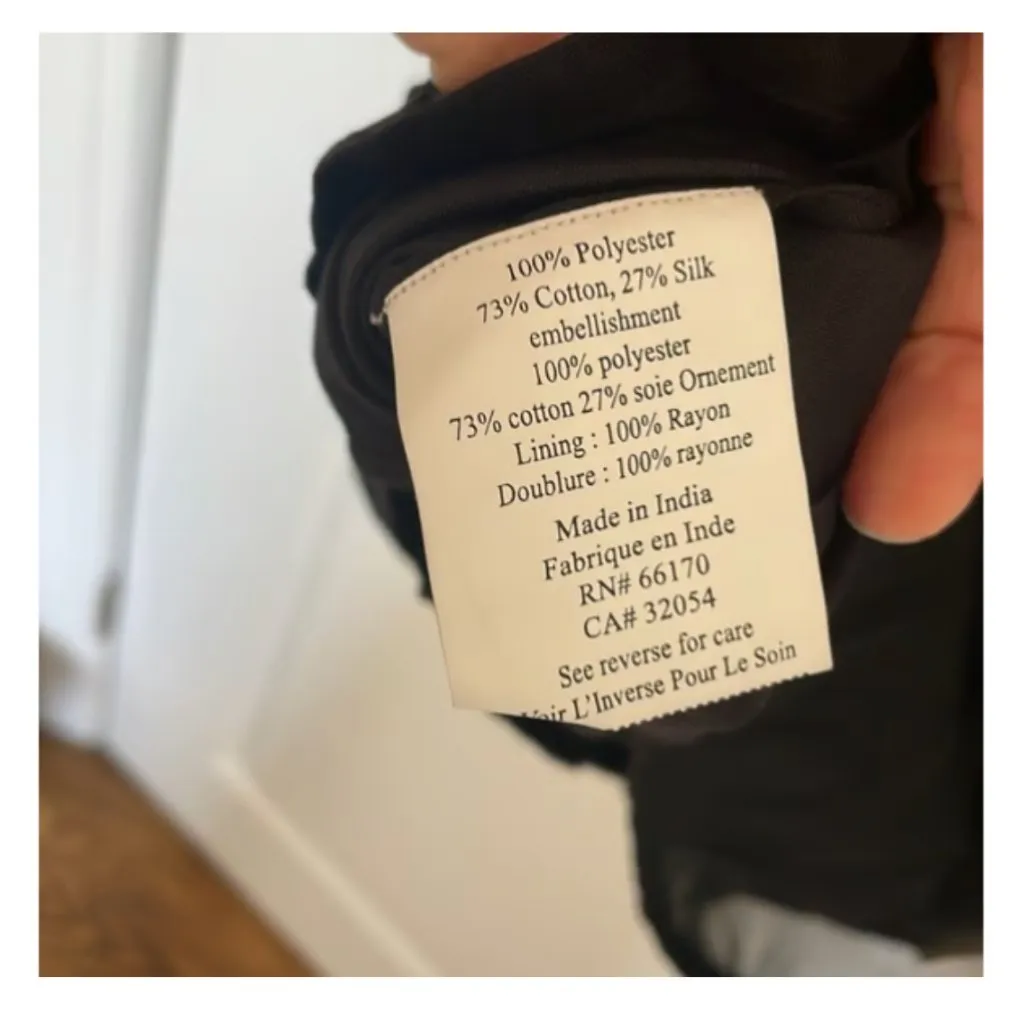 100% Polyester
73% Cotton, 27% Silk
embellishment
100% polyester
73% cotton 27% soie Ornement
Lining : 100% Rayon
Doublure : 100% rayonne
Made in India
Fabrique en Inde
RN# 66170
CA# 32054
See reverse for care
Voir L'Inverse Pour Le Soin